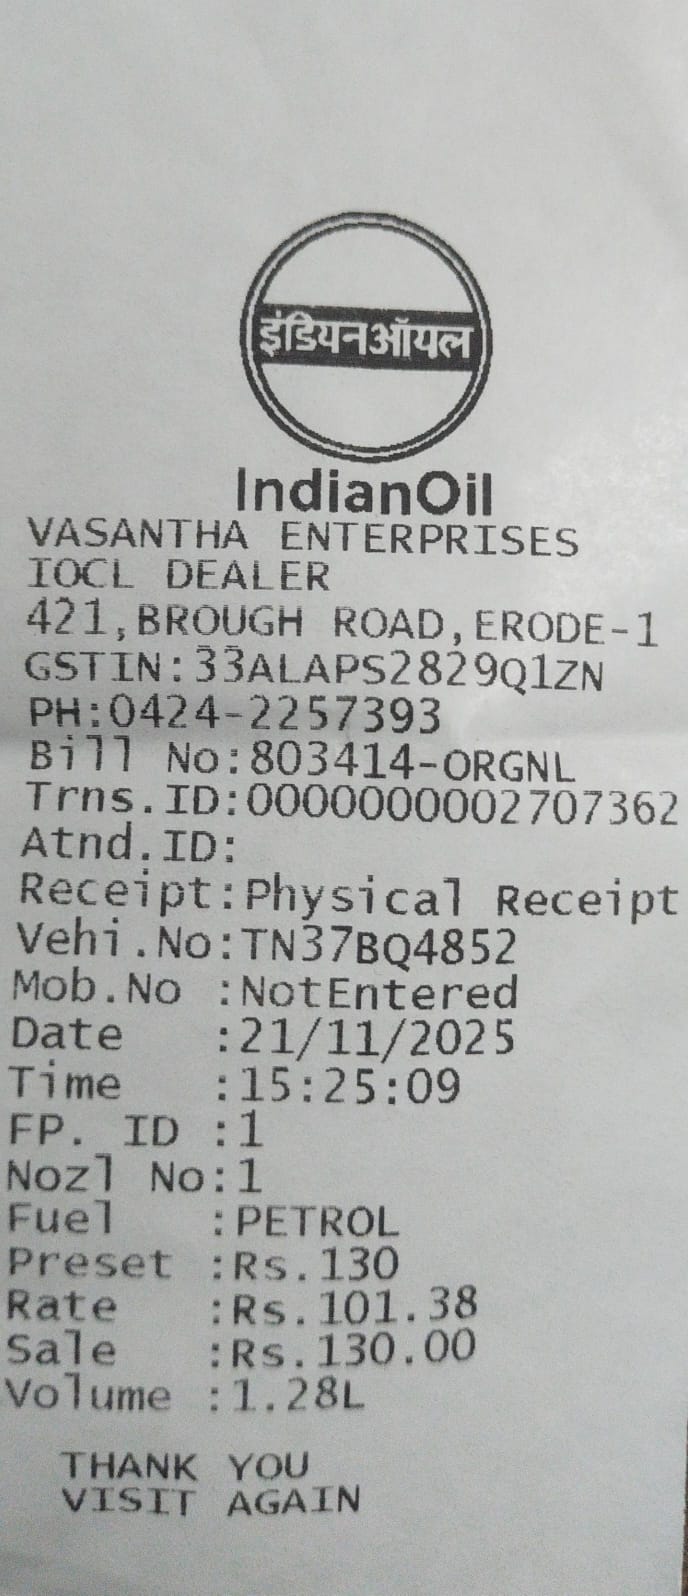 इंडियनऑयल
IndianOil
VASANTHA ENTERPRISES
IOCL DEALER
421,BROUGH ROAD,ERODE-1
GSTIN:33ALAPS2829Q1ZN
PH:0424-2257393
Bill No:803414-ORGNL
Trns.ID:0000000002707362
Atnd.ID:
Receipt:Physical Receipt
Vehi.No:TN37BQ4852
Mob.No :NotEntered
Date :21/11/2025
Time :15:25:09
FP. ID :1
Nozl No:1
Fuel :PETROL
Preset :Rs.130
Rate :Rs.101.38
Sale :Rs.130.00
Volume :1.28L
THANK YOU
VISIT AGAIN